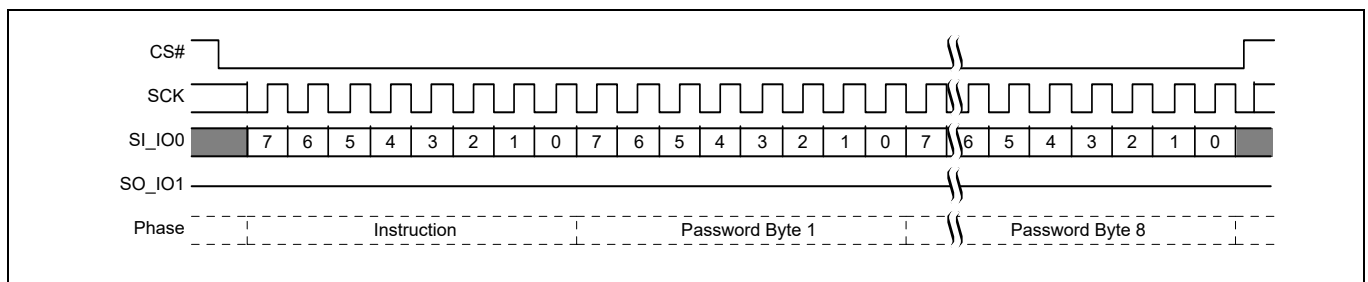 CS#
SCK
SI_IO0 7 6 5 4 3 2 1 0 7 6 5 4 3 2 1 0 7 6 5 4 3 2 1 0
SO_IO1
Phase Instruction Password Byte 1 Password Byte 8